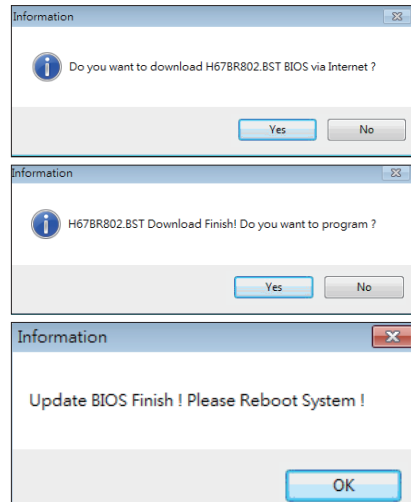 Information
Do you want to download H67BR802.BST BIOS via Internet ?
Yes
No
Information
H67BR802.BST Download Finish! Do you want to program ?
Yes
No
Information
Update BIOS Finish ! Please Reboot System !
OK